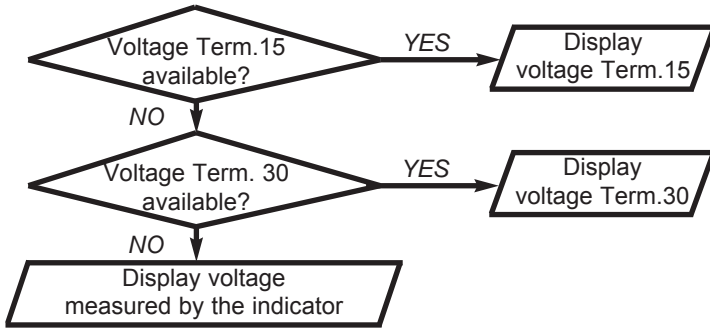 Voltage Term.15
available?
YES
Display
voltage Term.15
NO
Voltage Term. 30
available?
YES
Display
voltage Term.30
NO
Display voltage
measured by the indicator